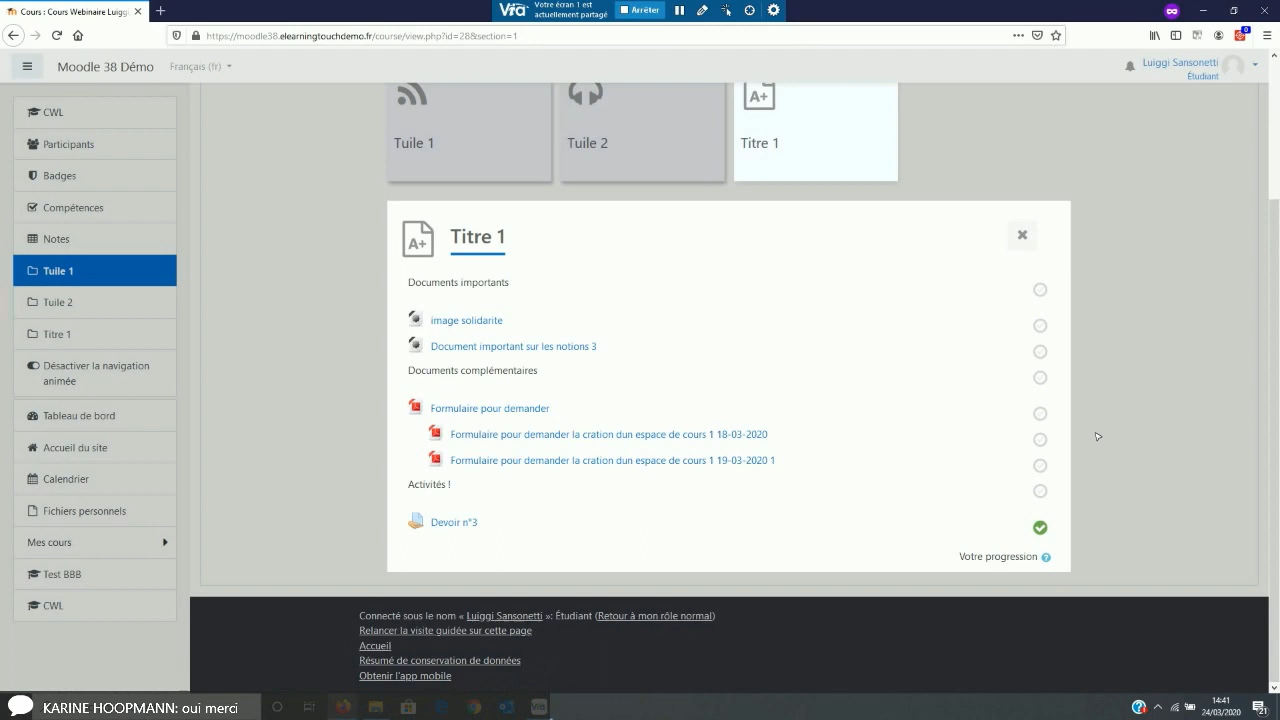 Cours : Cours Webinaire Luiggi
Via
Votre écran 1 est
actuellement partagé
Arrêter
https://moodle38.elearningtouchdemo.fr/course/view.php?id=28&section=1
0
Moodle 38 Démo
Français (fr)
Luiggi Sansonetti
Étudiant
CWL
Participants
Badges
Compétences
Notes
Tuile 1
Tuile 2
Titre 1
Désactiver la navigation
animée
Tableau de bord
Accueil du site
Calendrier
Fichiers personnels
Mes cours
Test BBB
CWL
Tuile 1
Tuile 2
A+
Titre 1
A+
Titre 1
Documents importants
image solidarite
Document important sur les notions 3
Documents complémentaires
Formulaire pour demander
Formulaire pour demander la cration dun espace de cours 1 18-03-2020
Formulaire pour demander la cration dun espace de cours 1 19-03-2020 1
Activités !
Devoir n°3
Votre progression
Connecté sous le nom « Luiggi Sansonetti »: Étudiant (Retour à mon rôle normal)
Relancer la visite guidée sur cette page
Accueil
Résumé de conservation de données
Obtenir l'app mobile
KARINE HOOPMANN: oui merci
Via
14:41
24/03/2020
21